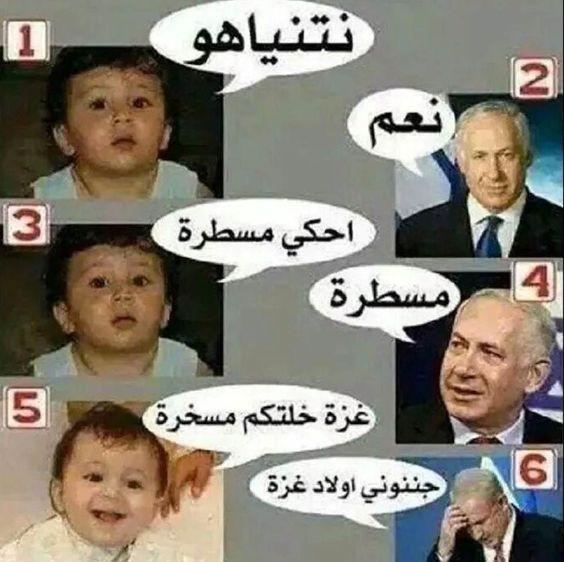 1
نتنياهو
2
نعم
3
احكي مسطرة
4
مسطرة
5
غزة خلتكم مسخرة
6
جننوني اولاد غزة